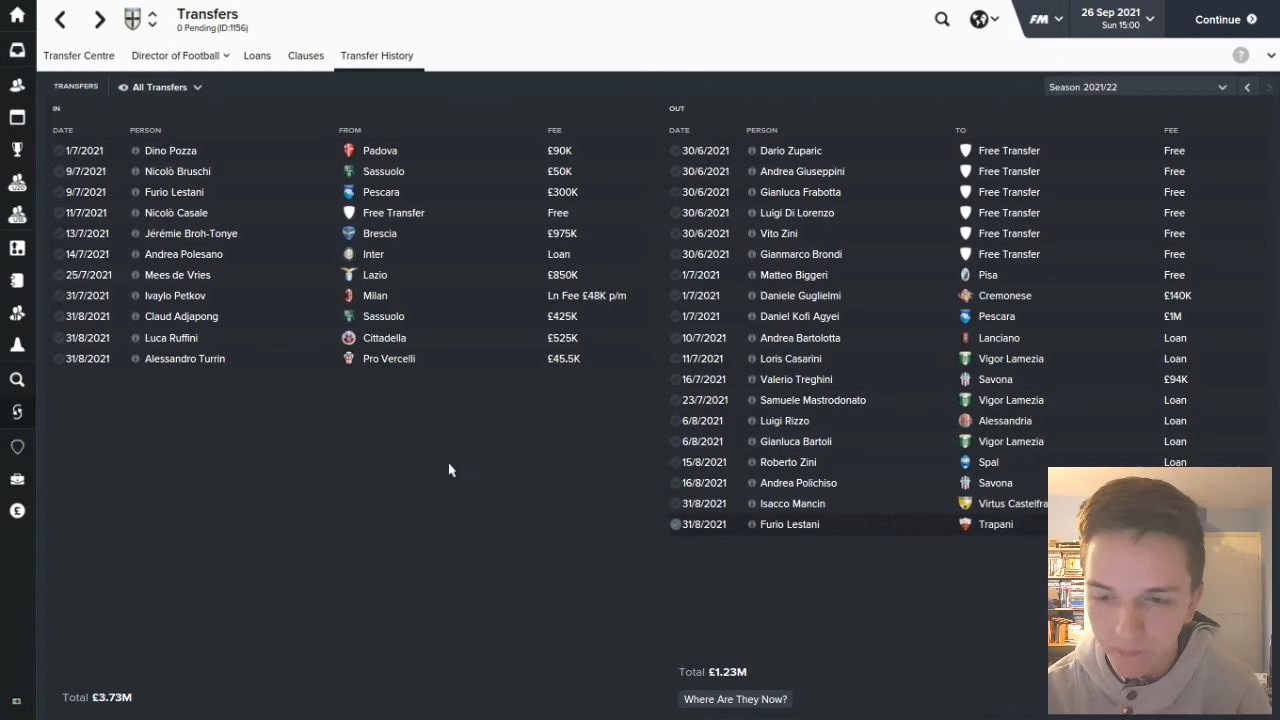 Transfers
0 Pending (ID:1156)
FM
26 Sep 2021
Sun 15:00
Continue
Transfer Centre Director of Football Loans Clauses Transfer History
?
TRANSFERS All Transfers Season 2021/22
IN
DATE PERSON FROM FEE
1/7/2021 Dino Pozza Padova £90K
9/7/2021 Nicolò Bruschi Sassuolo £50K
9/7/2021 Furio Lestani Pescara £300K
11/7/2021 Nicolò Casale Free Transfer Free
13/7/2021 Jérémie Broh-Tonye Brescia £975K
14/7/2021 Andrea Polesano Inter Loan
25/7/2021 Mees de Vries Lazio £850K
31/7/2021 Ivaylo Petkov Milan Ln Fee £48K p/m
31/8/2021 Claud Adjapong Sassuolo £425K
31/8/2021 Luca Ruffini Cittadella £525K
31/8/2021 Alessandro Turrin Pro Vercelli £45.5K
Total £3.73M
OUT
DATE PERSON TO FEE
30/6/2021 Dario Zuparic Free Transfer Free
30/6/2021 Andrea Giuseppini Free Transfer Free
30/6/2021 Gianluca Frabotta Free Transfer Free
30/6/2021 Luigi Di Lorenzo Free Transfer Free
30/6/2021 Vito Zini Free Transfer Free
30/6/2021 Gianmarco Brondi Free Transfer Free
1/7/2021 Matteo Biggeri Pisa Free
1/7/2021 Daniele Guglielmi Cremonese £140K
1/7/2021 Daniel Kofi Agyei Pescara £1M
10/7/2021 Andrea Bartolotta Lanciano Loan
11/7/2021 Loris Casarini Vigor Lamezia Loan
16/7/2021 Valerio Treghini Savona £94K
23/7/2021 Samuele Mastrodonato Vigor Lamezia Loan
6/8/2021 Luigi Rizzo Alessandria Loan
6/8/2021 Gianluca Bartoli Vigor Lamezia Loan
15/8/2021 Roberto Zini Spal Loan
16/8/2021 Andrea Polichiso Savona
31/8/2021 Isacco Mancin Virtus Castelfra
31/8/2021 Furio Lestani Trapani
Total £1.23M
Where Are They Now?